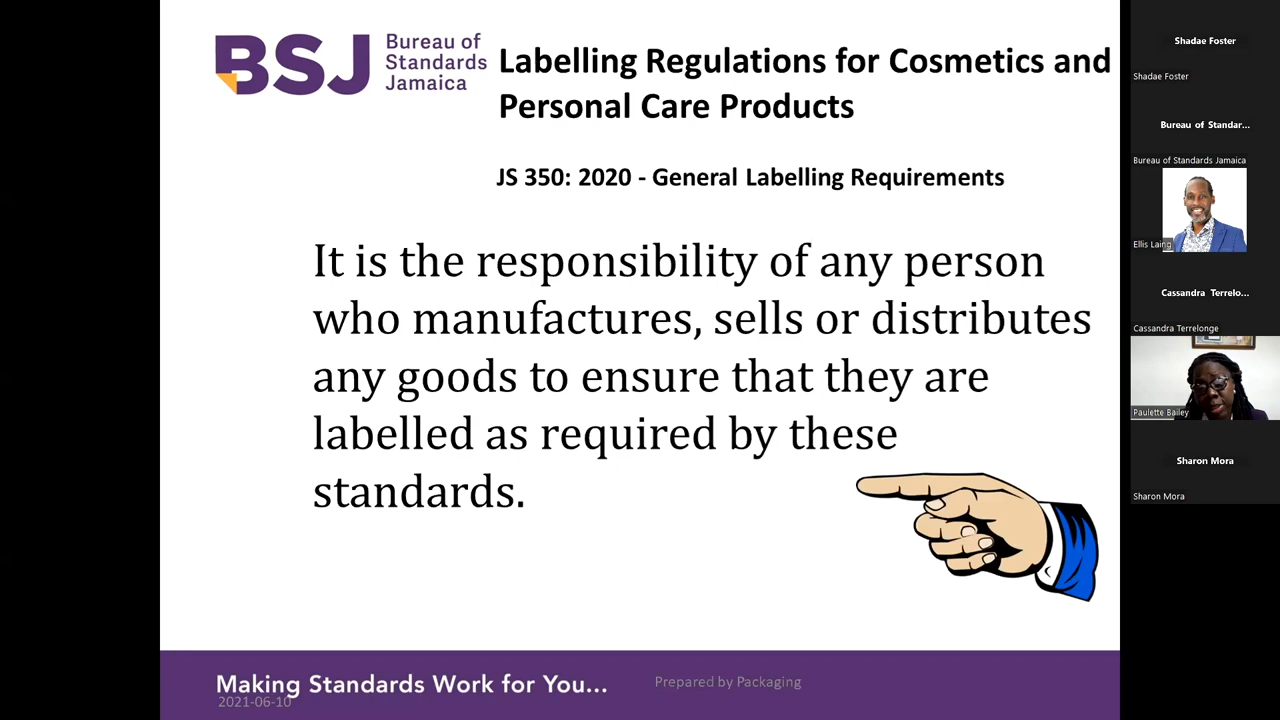 BSJ
Bureau of
Standards
Jamaica
Labelling Regulations for Cosmetics and
Personal Care Products
JS 350: 2020 - General Labelling Requirements
It is the responsibility of any person
who manufactures, sells or distributes
any goods to ensure that they are
labelled as required by these
standards.
Making Standards Work for You...
2021-06-10
Prepared by Packaging
Shadae Foster
Shadae Foster
Bureau of Standar...
Bureau of Standards Jamaica
Ellis Laing
Cassandra Terrelo...
Cassandra Terrelonge
Paulette Bailey
Sharon Mora
Sharon Mora